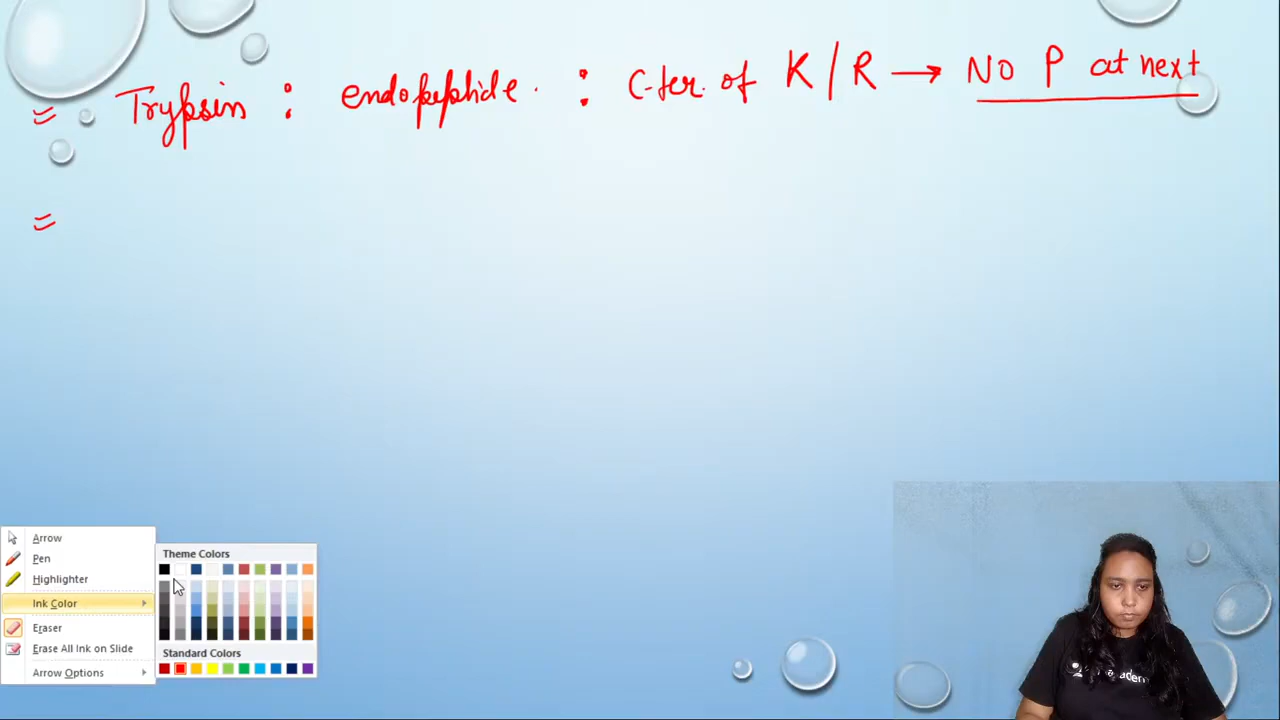 = Trypsin : endopeptide. : C-ter. of K/R → No P at next
=
Arrow
Pen
Highlighter
Ink Color
Eraser
Erase All Ink on Slide
Arrow Options
Theme Colors
Standard Colors